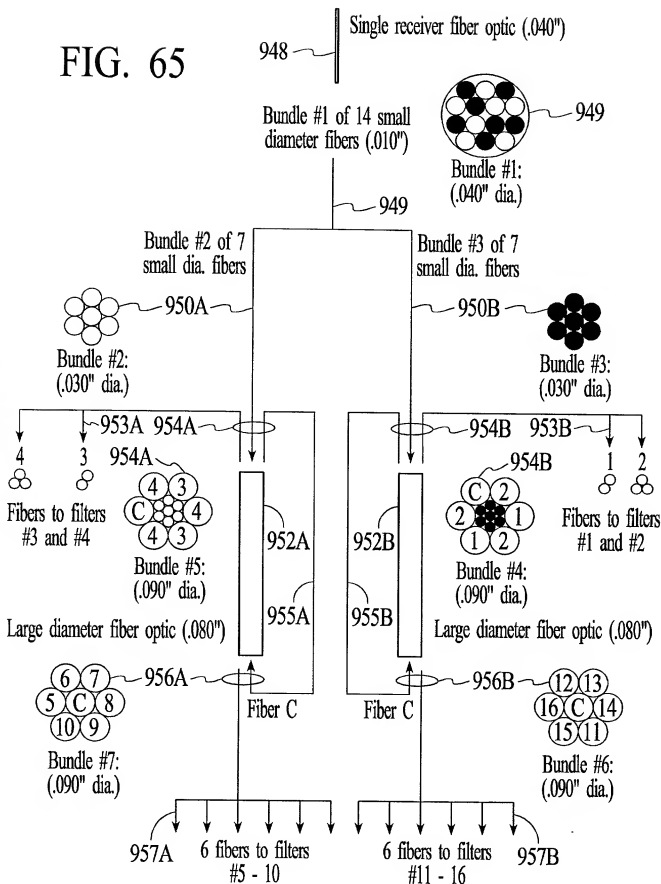 FIG. 65
948
Single receiver fiber optic (.040")
Bundle #1 of 14 small
diameter fibers (.010")
949
Bundle #1:
(.040" dia.)
949
Bundle #2 of 7
small dia. fibers
Bundle #3 of 7
small dia. fibers
950A
950B
Bundle #2:
(.030" dia.)
Bundle #3:
(.030" dia.)
953A
954A
954B
953B
4
3
954A
954B
1
2
Fibers to filters
#3 and #4
4
3
C
4
4
3
Bundle #5:
(.090" dia.)
952A
952B
C
2
2
1
1
2
Bundle #4:
(.090" dia.)
Fibers to filters
#1 and #2
955A
955B
Large diameter fiber optic (.080")
Large diameter fiber optic (.080")
956A
956B
6
7
5
C
8
10
9
Bundle #7:
(.090" dia.)
Fiber C
Fiber C
12
13
16
C
14
15
11
Bundle #6:
(.090" dia.)
957A
6 fibers to filters
#5 - 10
6 fibers to filters
#11 - 16
957B